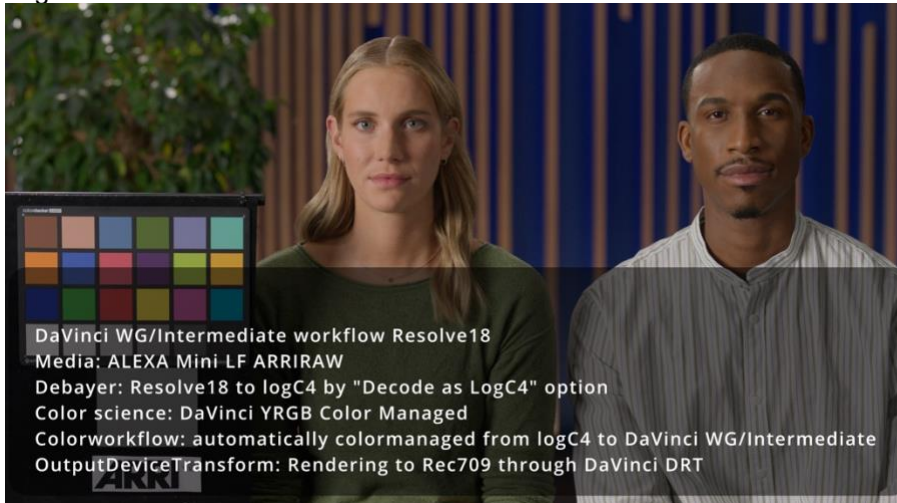 DaVinci WG/Intermediate workflow Resolve18
Media: ALEXA Mini LF ARRIRAW
Debayer: Resolve18 to logC4 by "Decode as LogC4" option
Color science: DaVinci YRGB Color Managed
Colorworkflow: automatically colormanaged from logC4 to DaVinci WG/Intermediate
OutputDeviceTransform: Rendering to Rec709 through DaVinci DRT
ARRI